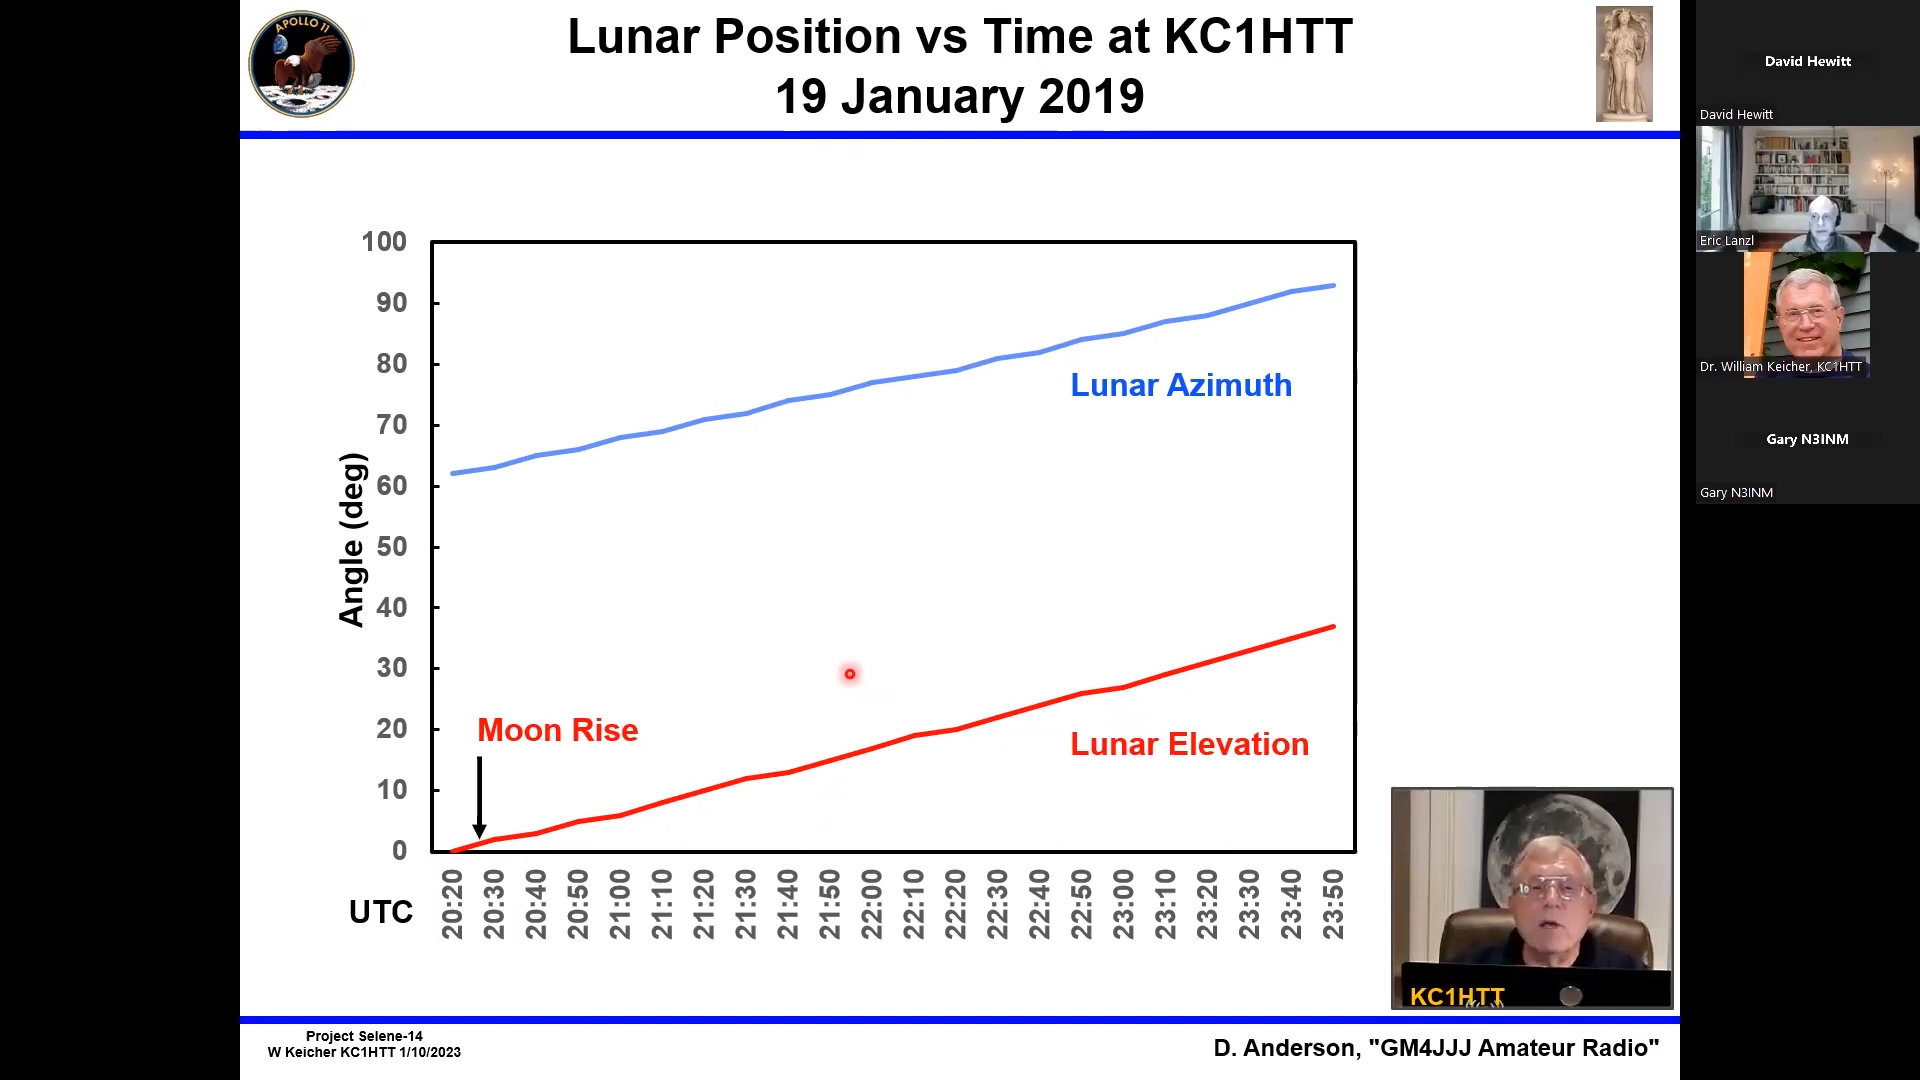 APOLLO 11
Lunar Position vs Time at KC1HTT
19 January 2019
100
90
80
70
60
50
40
30
20
10
0
Angle (deg)
Lunar Azimuth
Moon Rise
Lunar Elevation
UTC
20:20
20:30
20:40
20:50
21:00
21:10
21:20
21:30
21:40
21:50
22:00
22:10
22:20
22:30
22:40
22:50
23:00
23:10
23:20
23:30
23:40
23:50
KC1HTT
Project Selene-14
W Keicher KC1HTT 1/10/2023
D. Anderson, "GM4JJJ Amateur Radio"
David Hewitt
David Hewitt
Eric Lanzl
Dr. William Keicher, KC1HTT
Gary N3INM
Gary N3INM